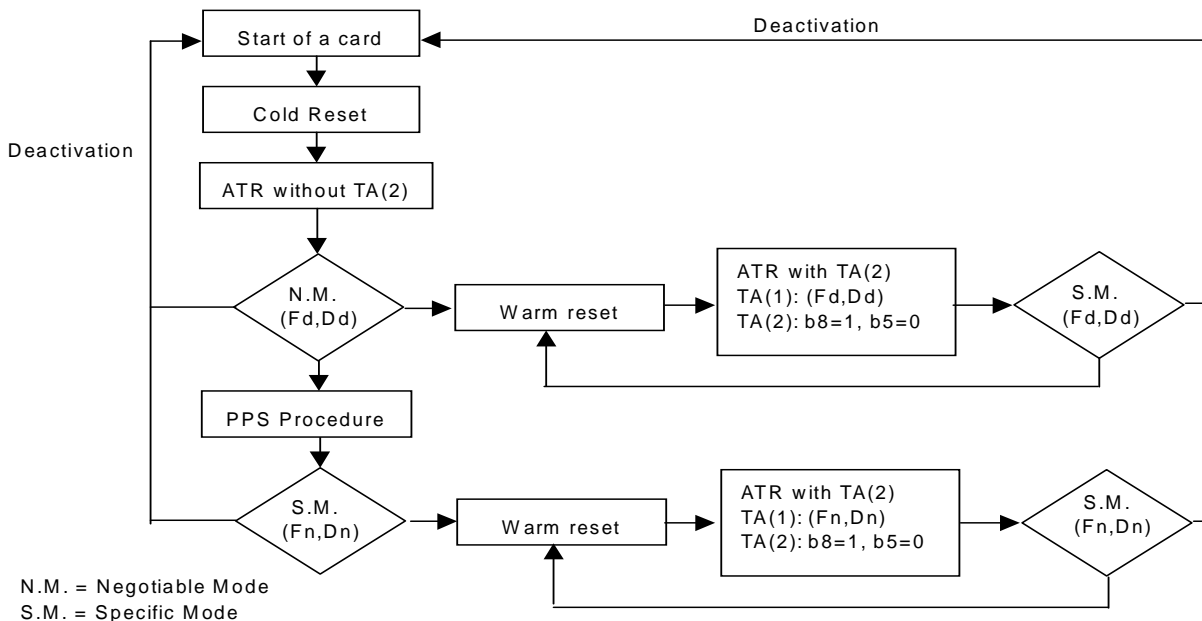 Deactivation
Start of a card
Cold Reset
Deactivation
ATR without TA(2)
N.M.
(Fd,Dd)
Warm reset
ATR with TA(2)
TA(1): (Fd,Dd)
TA(2): b8=1, b5=0
S.M.
(Fd,Dd)
PPS Procedure
S.M.
(Fn,Dn)
Warm reset
ATR with TA(2)
TA(1): (Fn,Dn)
TA(2): b8=1, b5=0
S.M.
(Fn,Dn)
N.M. = Negotiable Mode
S.M. = Specific Mode